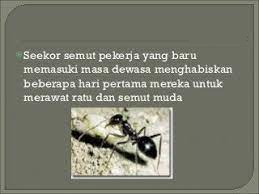 Seekor semut pekerja yang baru
memasuki masa dewasa menghabiskan
beberapa hari pertama mereka untuk
merawat ratu dan semut muda